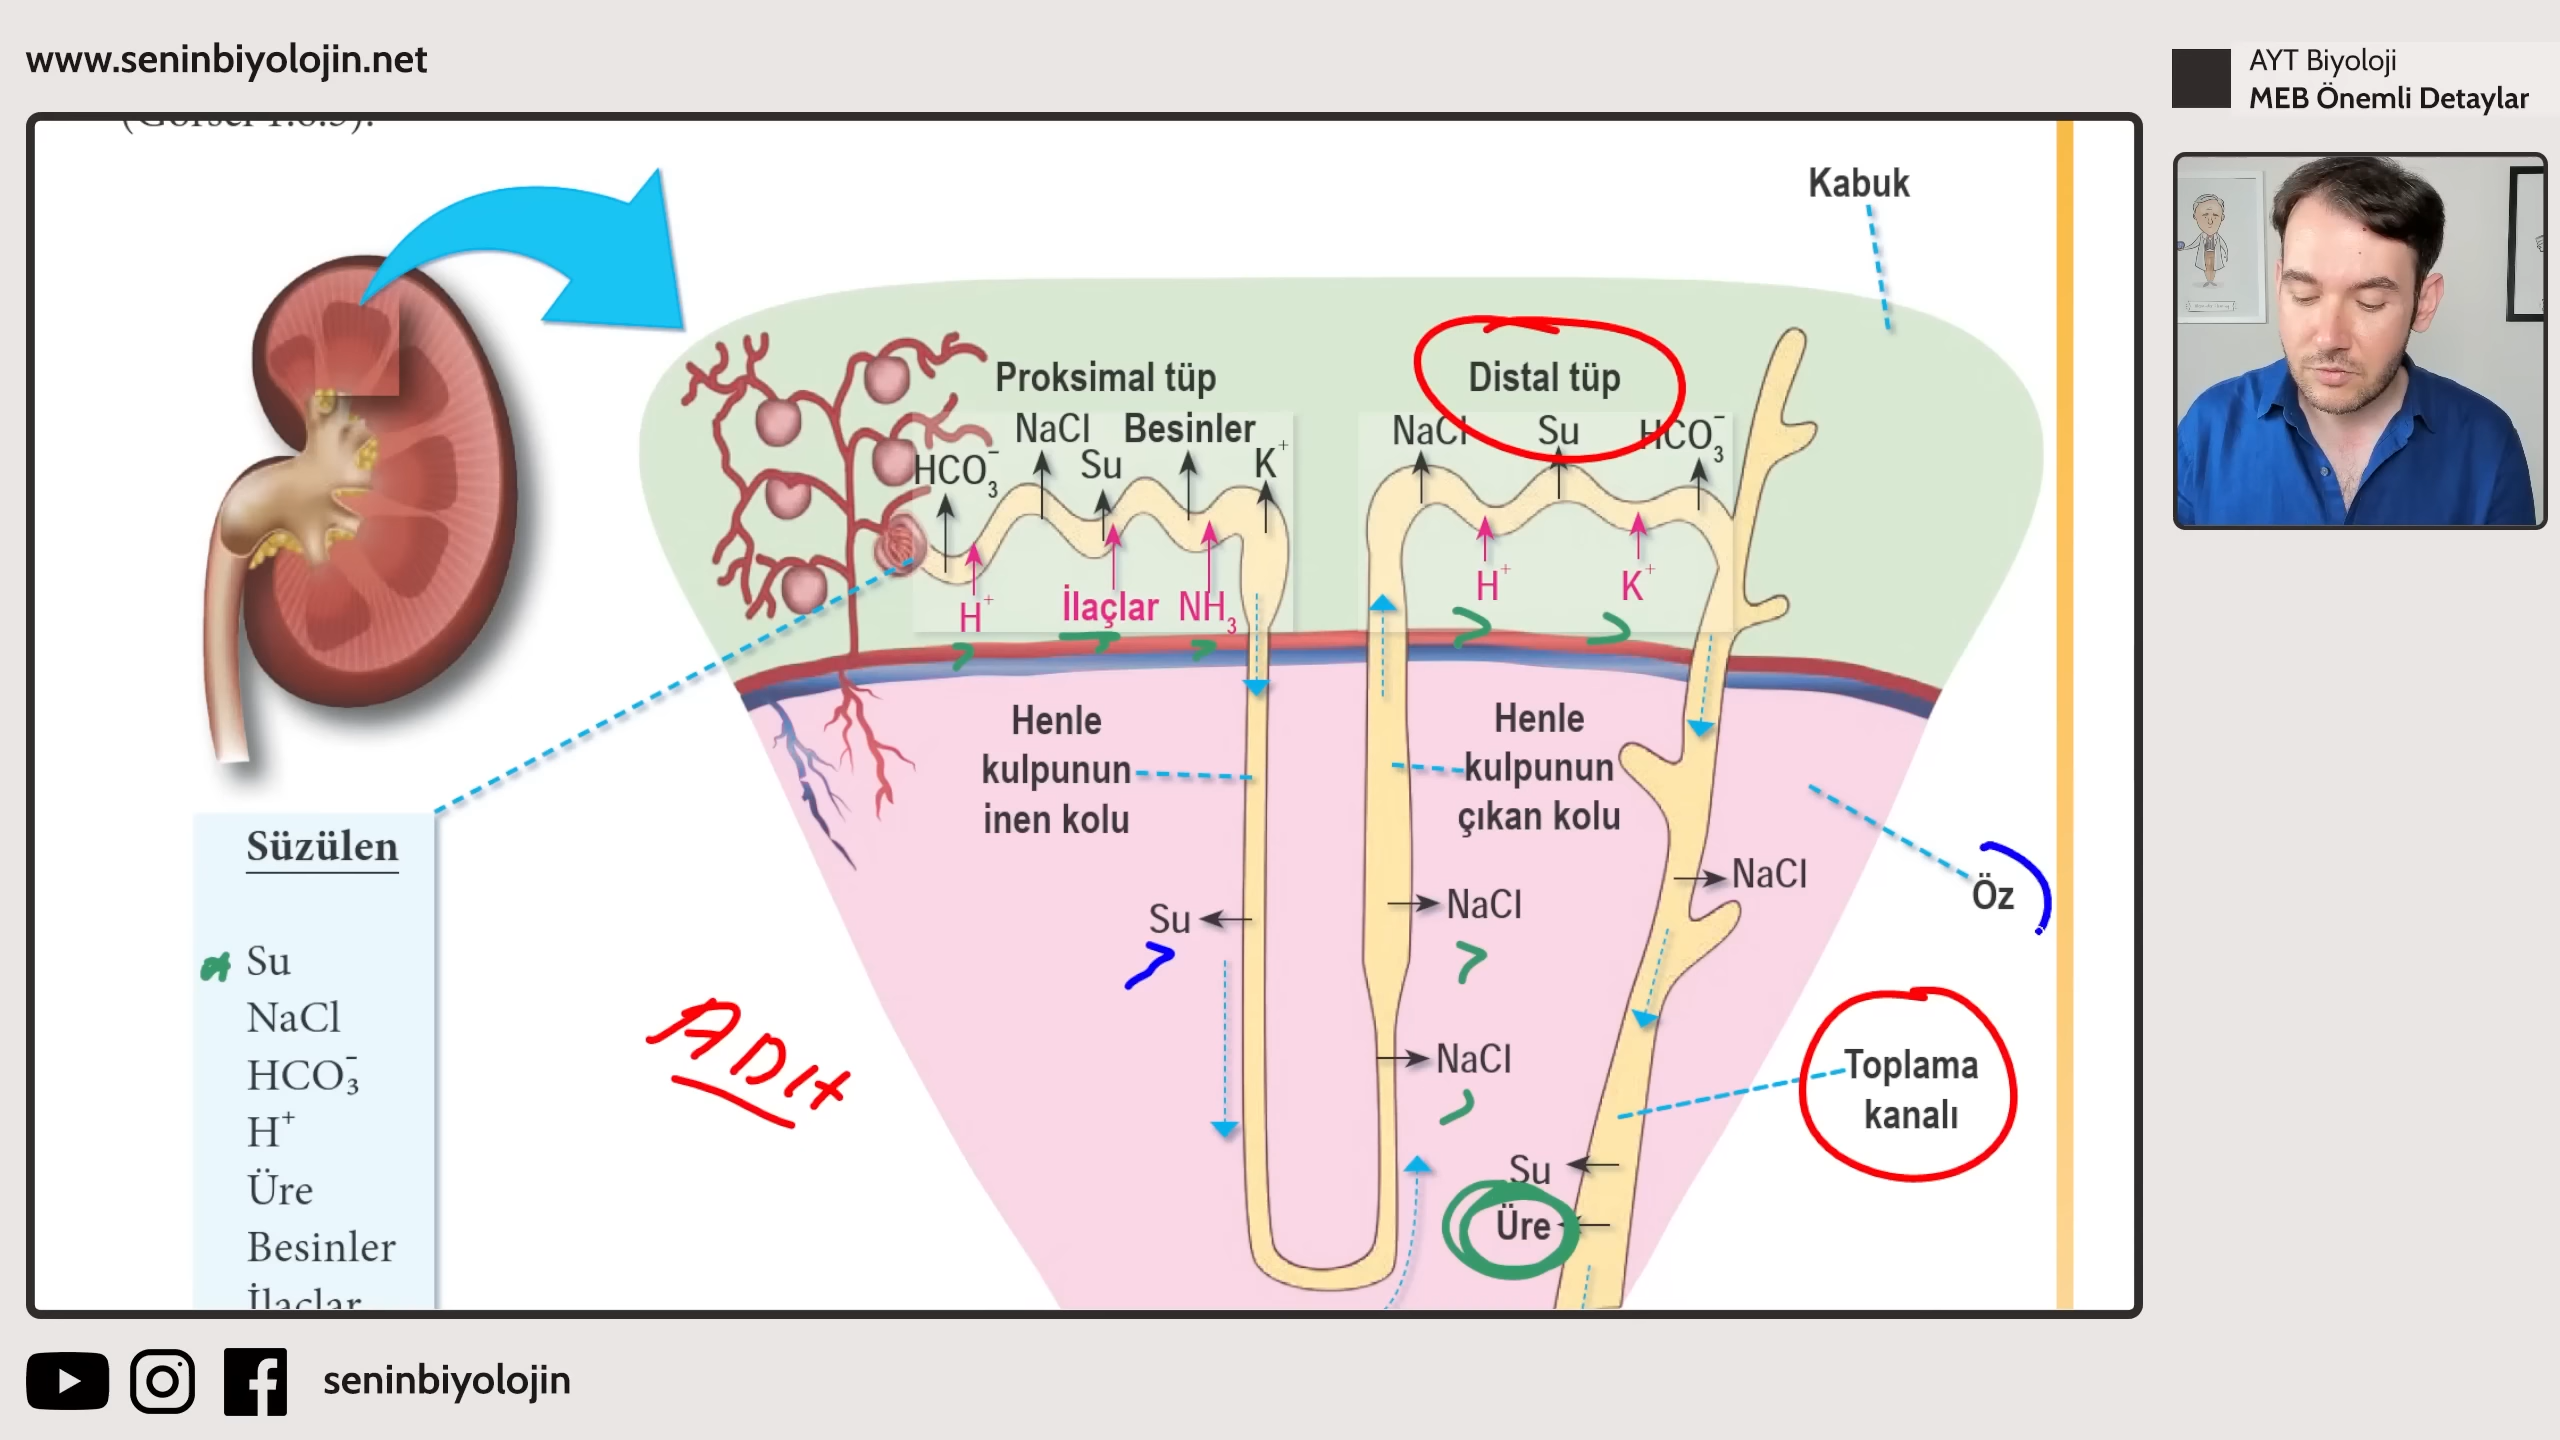 www.seninbiyolojin.net
AYT Biyoloji
MEB Önemli Detaylar
Kabuk
Proksimal tüp
Distal tüp
NaCl
Besinler
HCO3-
Su
K+
NaCl
Su
HCO3-
H+
İlaçlar
NH3
H+
K+
Henle
kulpunun
inen kolu
Henle
kulpunun
çıkan kolu
Süzülen
Su
NaCl
HCO3-
H+
Üre
Besinler
İlaçlar
Su
NaCl
NaCl
NaCl
Öz
ADH
Toplama
kanalı
Su
Üre
seninbiyolojin